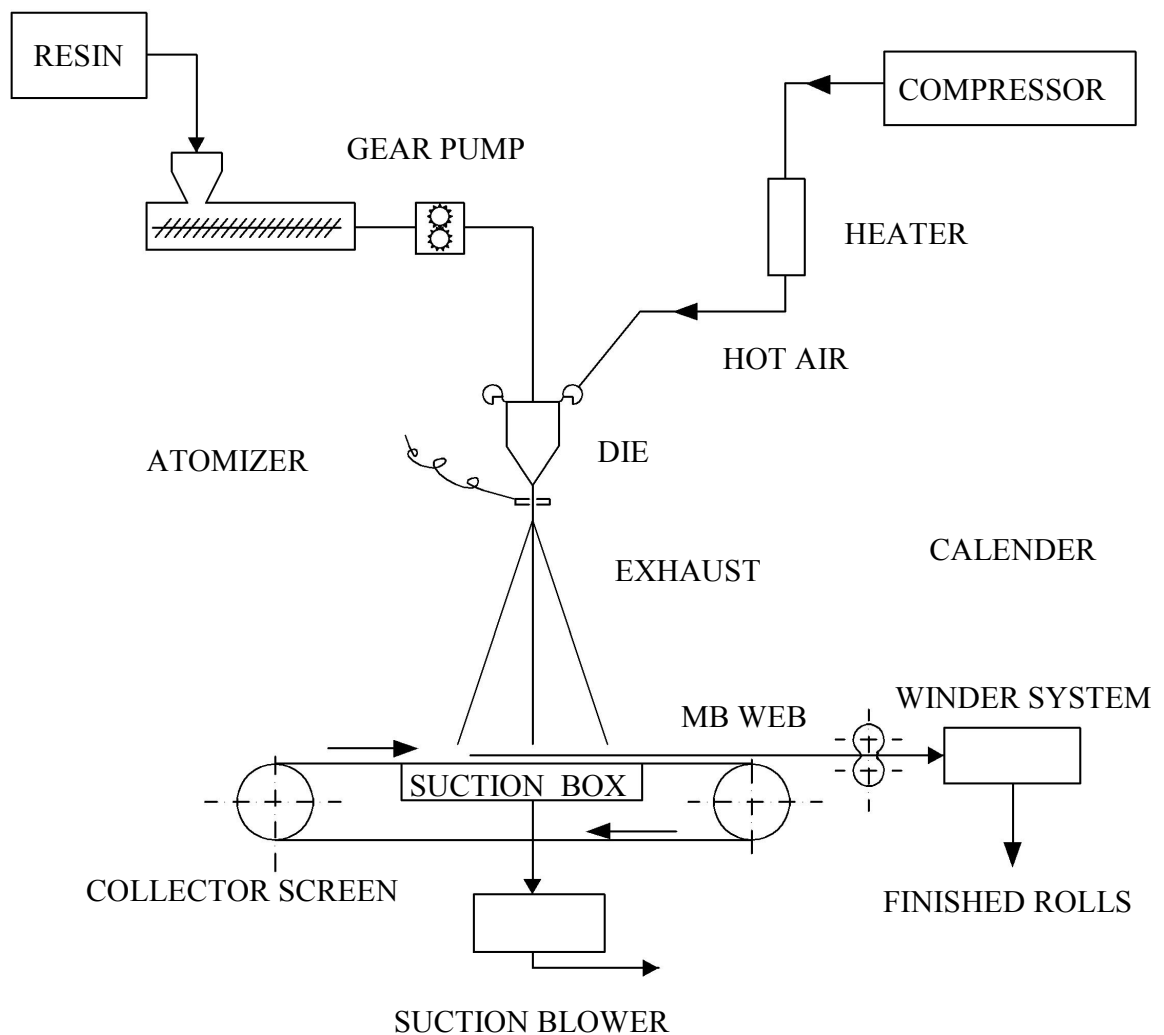 RESIN
COMPRESSOR
GEAR PUMP
HEATER
HOT AIR
ATOMIZER
DIE
CALENDER
EXHAUST
WINDER SYSTEM
MB WEB
SUCTION BOX
COLLECTOR SCREEN
FINISHED ROLLS
SUCTION BLOWER